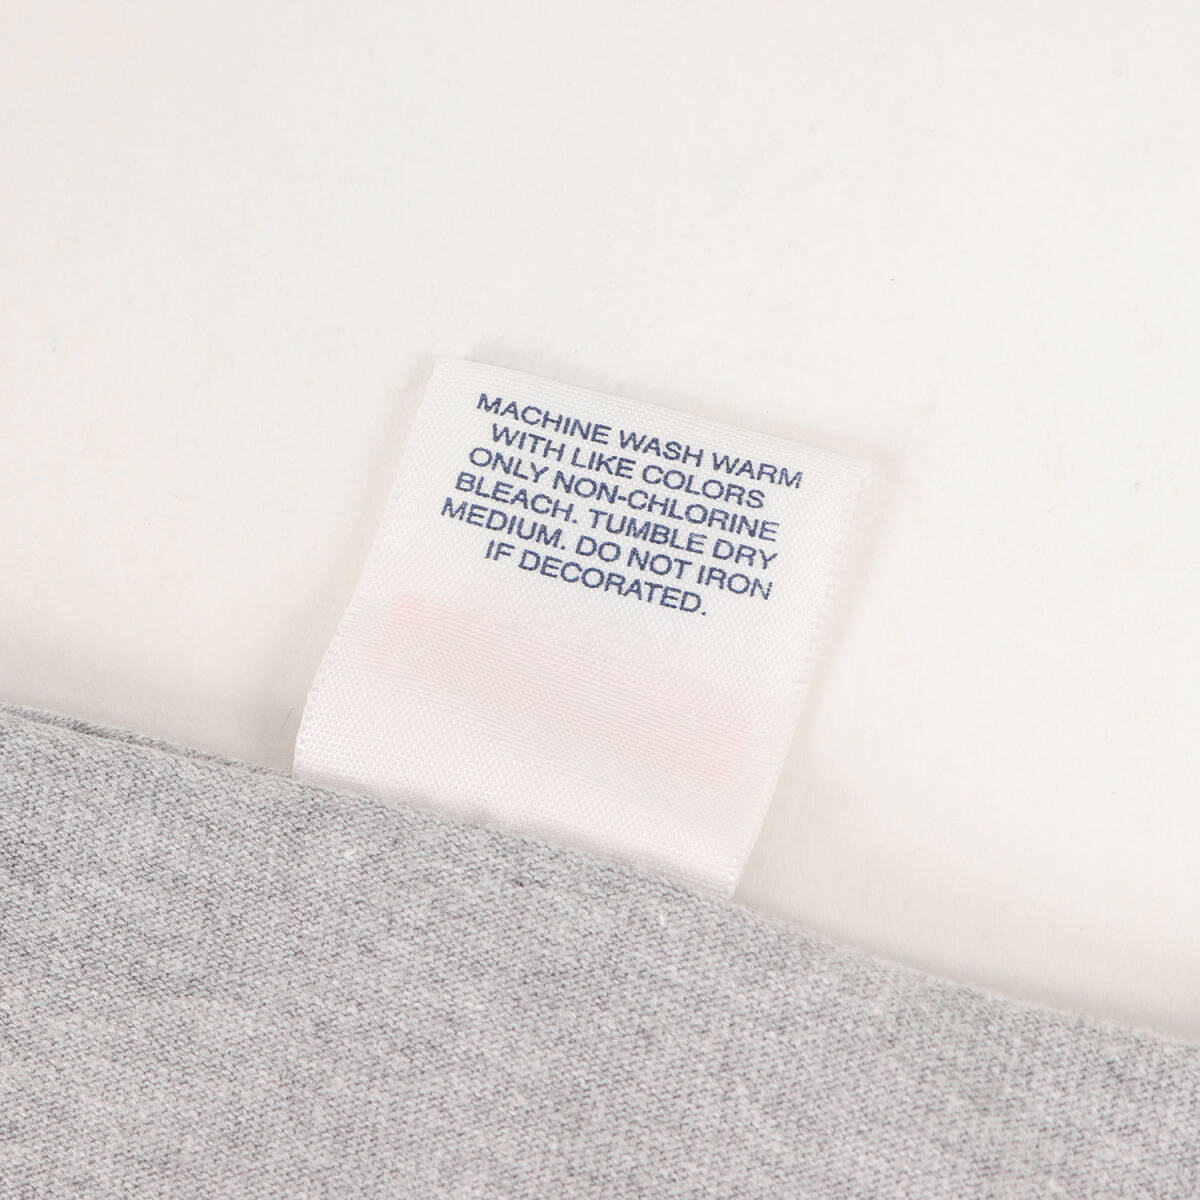 MACHINE WASH WARM
WITH LIKE COLORS
ONLY NON-CHLORINE
BLEACH. TUMBLE DRY
MEDIUM. DO NOT IRON
IF DECORATED.